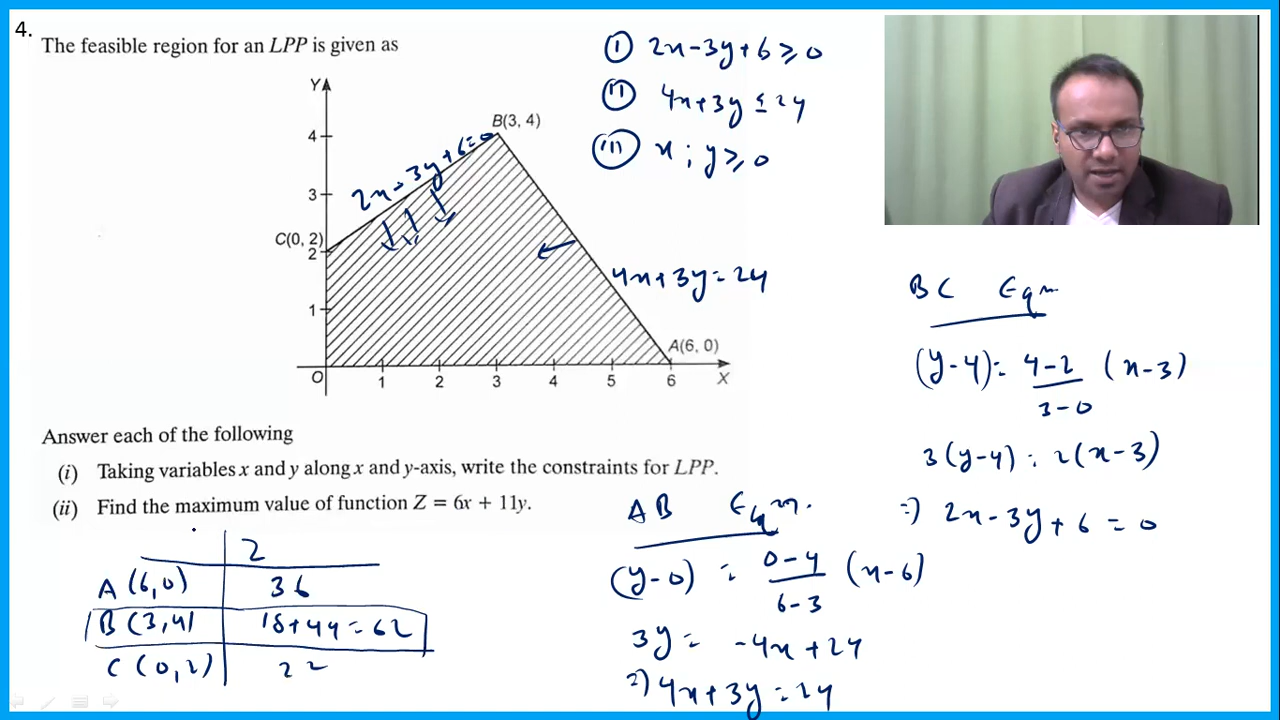 4.
The feasible region for an LPP is given as
Y
4
3
2
1
O
1 2 3 4 5 6 X
B(3, 4)
C(0, 2)
A(6, 0)
2x-3y+6=0
4x+3y=24
(i) 2x-3y+6≥0
(ii) 4x+3y≤24
(iii) x ; y≥0
Answer each of the following
(i) Taking variables x and y along x and y-axis, write the constraints for LPP.
(ii) Find the maximum value of function Z = 6x + 11y.
Z
A (6,0) 36
B (3,4) 18+44=62
C (0,2) 22
AB Eqn.
(y-0) = 0-4/6-3 (x-6)
3y = -4x+24
=) 4x+3y=24
BC Eqn
(y-4)= 4-2/3-0 (x-3)
3(y-4) = 2(x-3)
=) 2x-3y+6=0